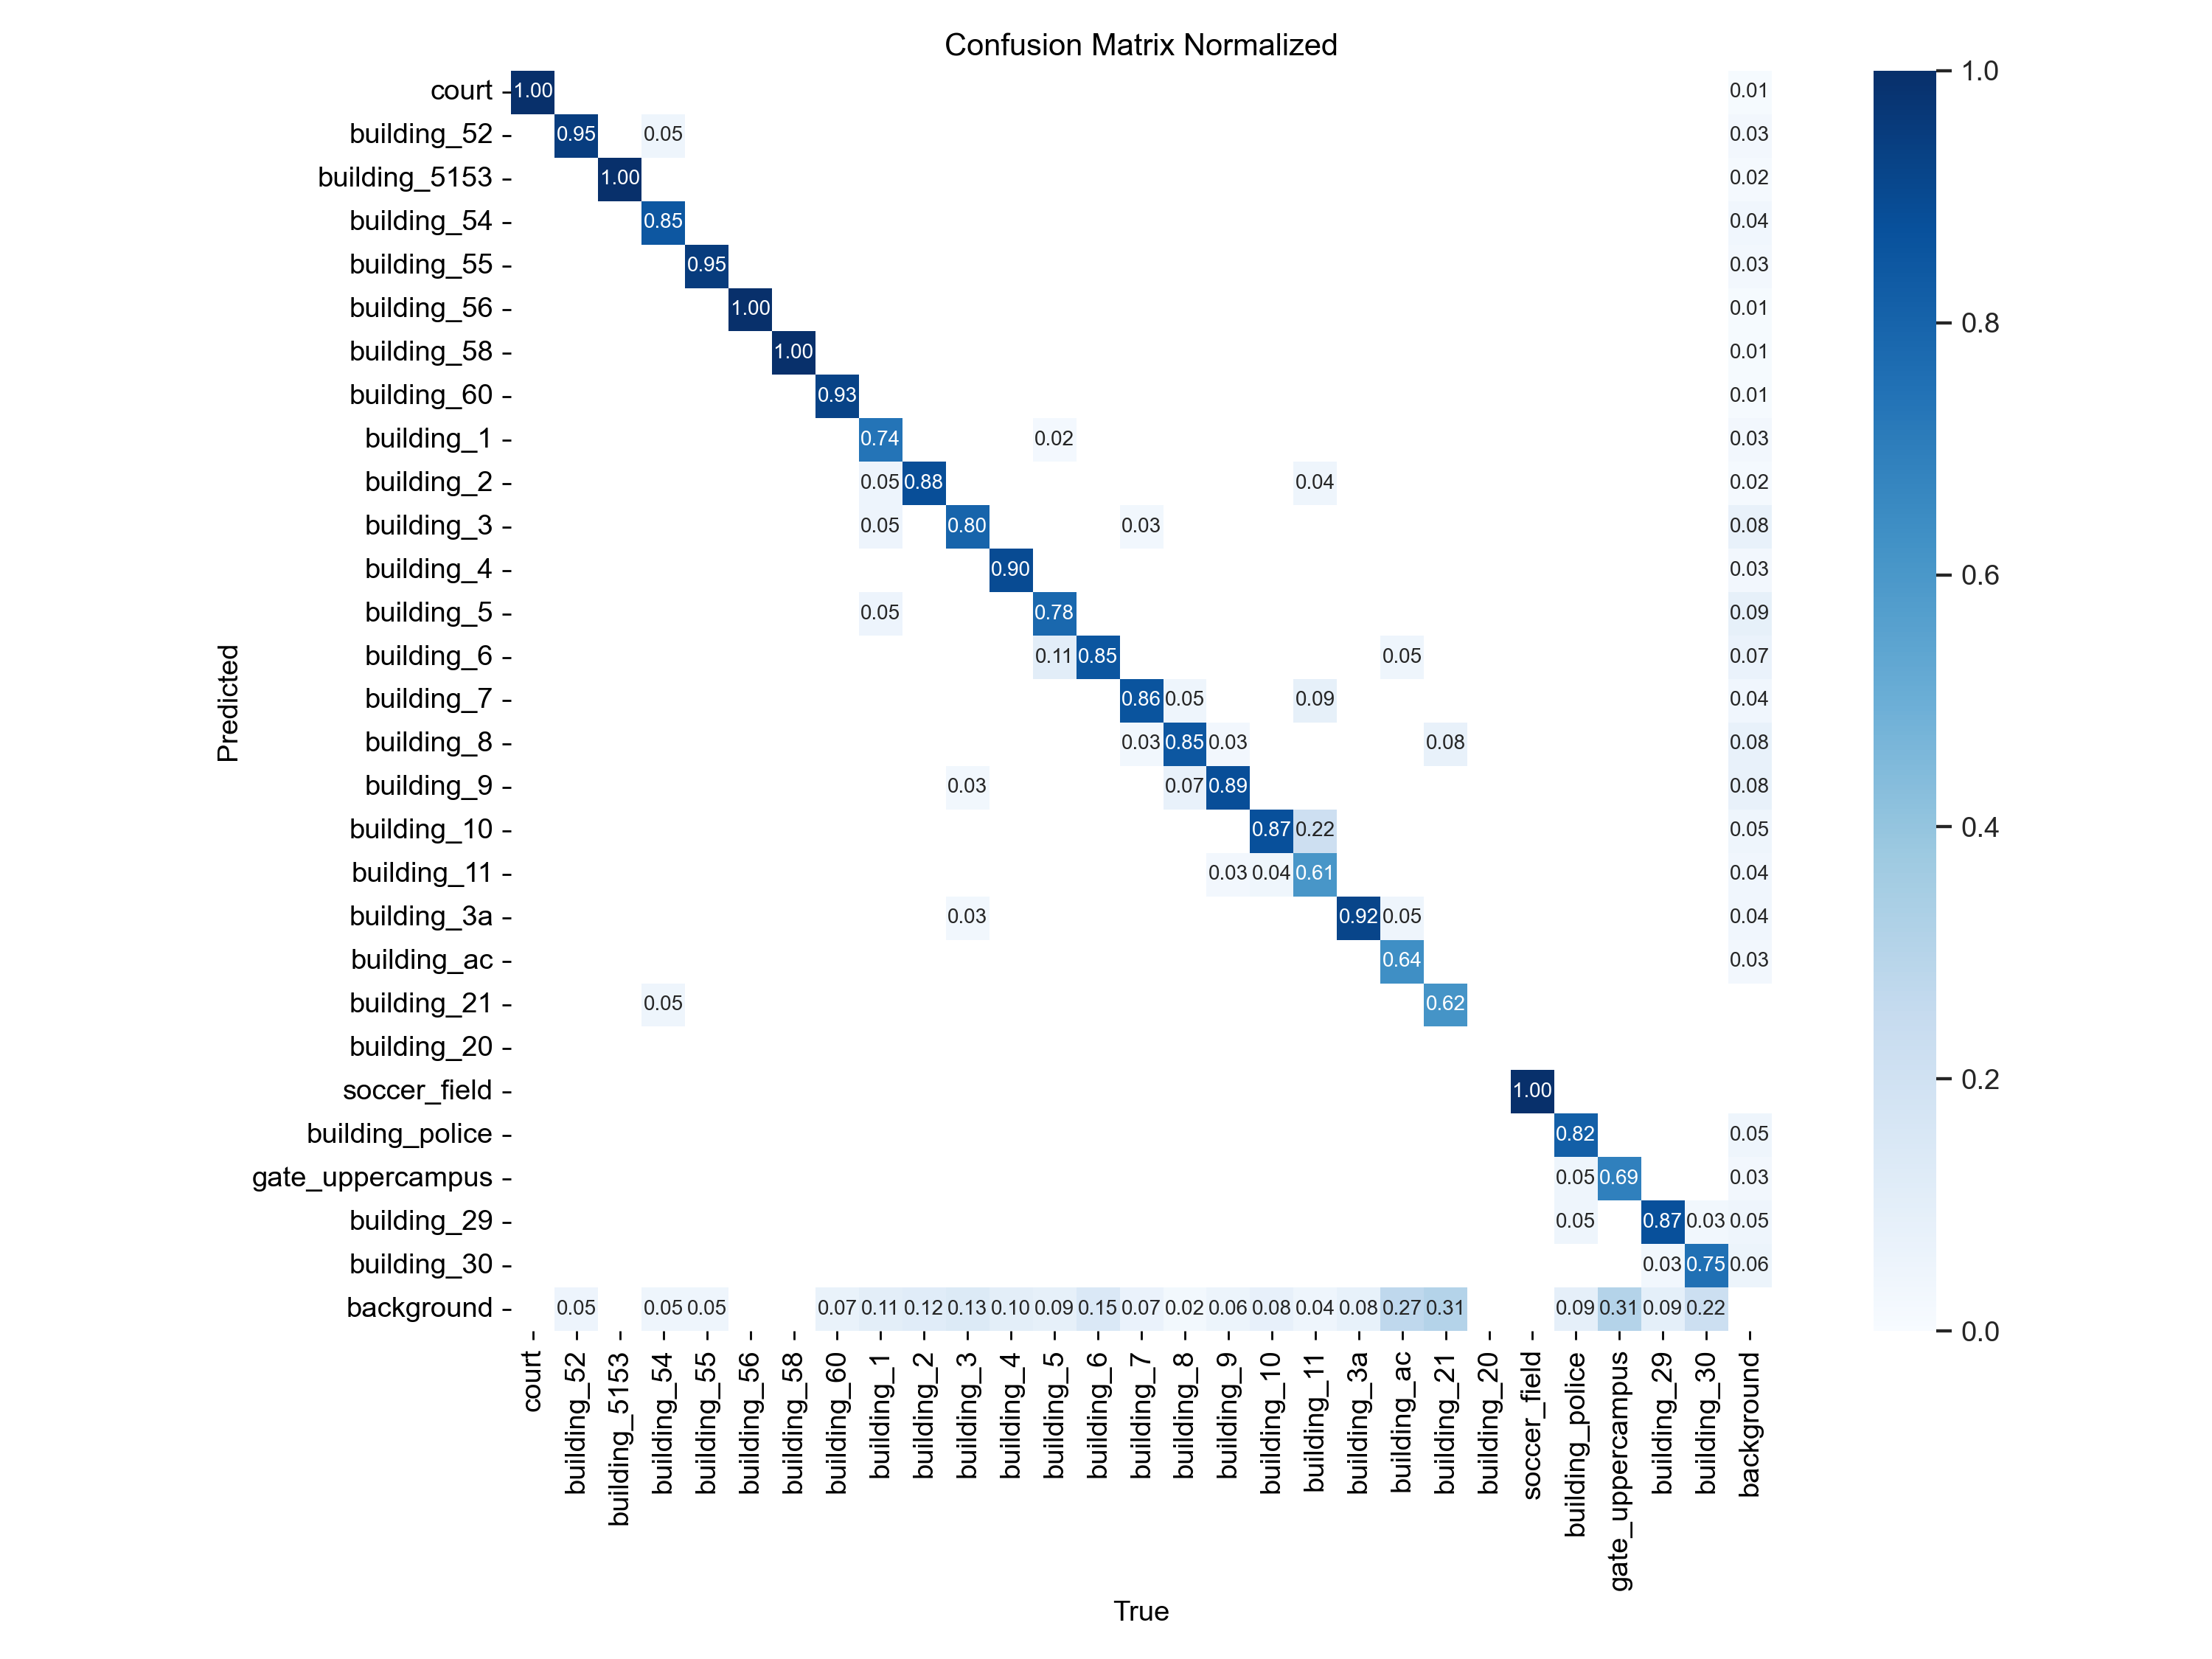 Confusion Matrix Normalized
court 1.00 0.01 1.0
building_52 0.95 0.05 0.03
building_5153 1.00 0.02
building_54 0.85 0.04
building_55 0.95 0.03
building_56 1.00 0.01
0.8
building_58 1.00 0.01
building_60 0.93 0.01
building_1 0.74 0.02 0.03
building_2 0.05 0.88 0.04 0.02
building_3 0.05 0.80 0.03 0.08
building_4 0.90 0.03
0.6
building_5 0.05 0.78 0.09
building_6 0.11 0.85 0.05 0.07
building_7 0.86 0.05 0.09 0.04
Predicted
building_8 0.03 0.85 0.03 0.08 0.08
building_9 0.03 0.07 0.89 0.08
building_10 0.87 0.22 0.05 0.4
building_11 0.03 0.04 0.61 0.04
building_3a 0.03 0.92 0.05 0.04
building_ac 0.64 0.03
building_21 0.05 0.62
building_20
soccer_field 1.00 0.2
building_police 0.82 0.05
gate_uppercampus 0.05 0.69 0.03
building_29 0.05 0.87 0.03 0.05
building_30 0.03 0.75 0.06
background 0.05 0.05 0.05 0.07 0.11 0.12 0.13 0.10 0.09 0.15 0.07 0.02 0.06 0.08 0.04 0.08 0.27 0.31 0.09 0.31 0.09 0.22
0.0
court
building_52
building_5153
building_54
building_55
building_56
building_58
building_60
building_1
building_2
building_3
building_4
building_5
building_6
building_7
building_8
building_9
building_10
building_11
building_3a
building_ac
building_21
building_20
soccer_field
building_police
gate_uppercampus
building_29
building_30
background
True